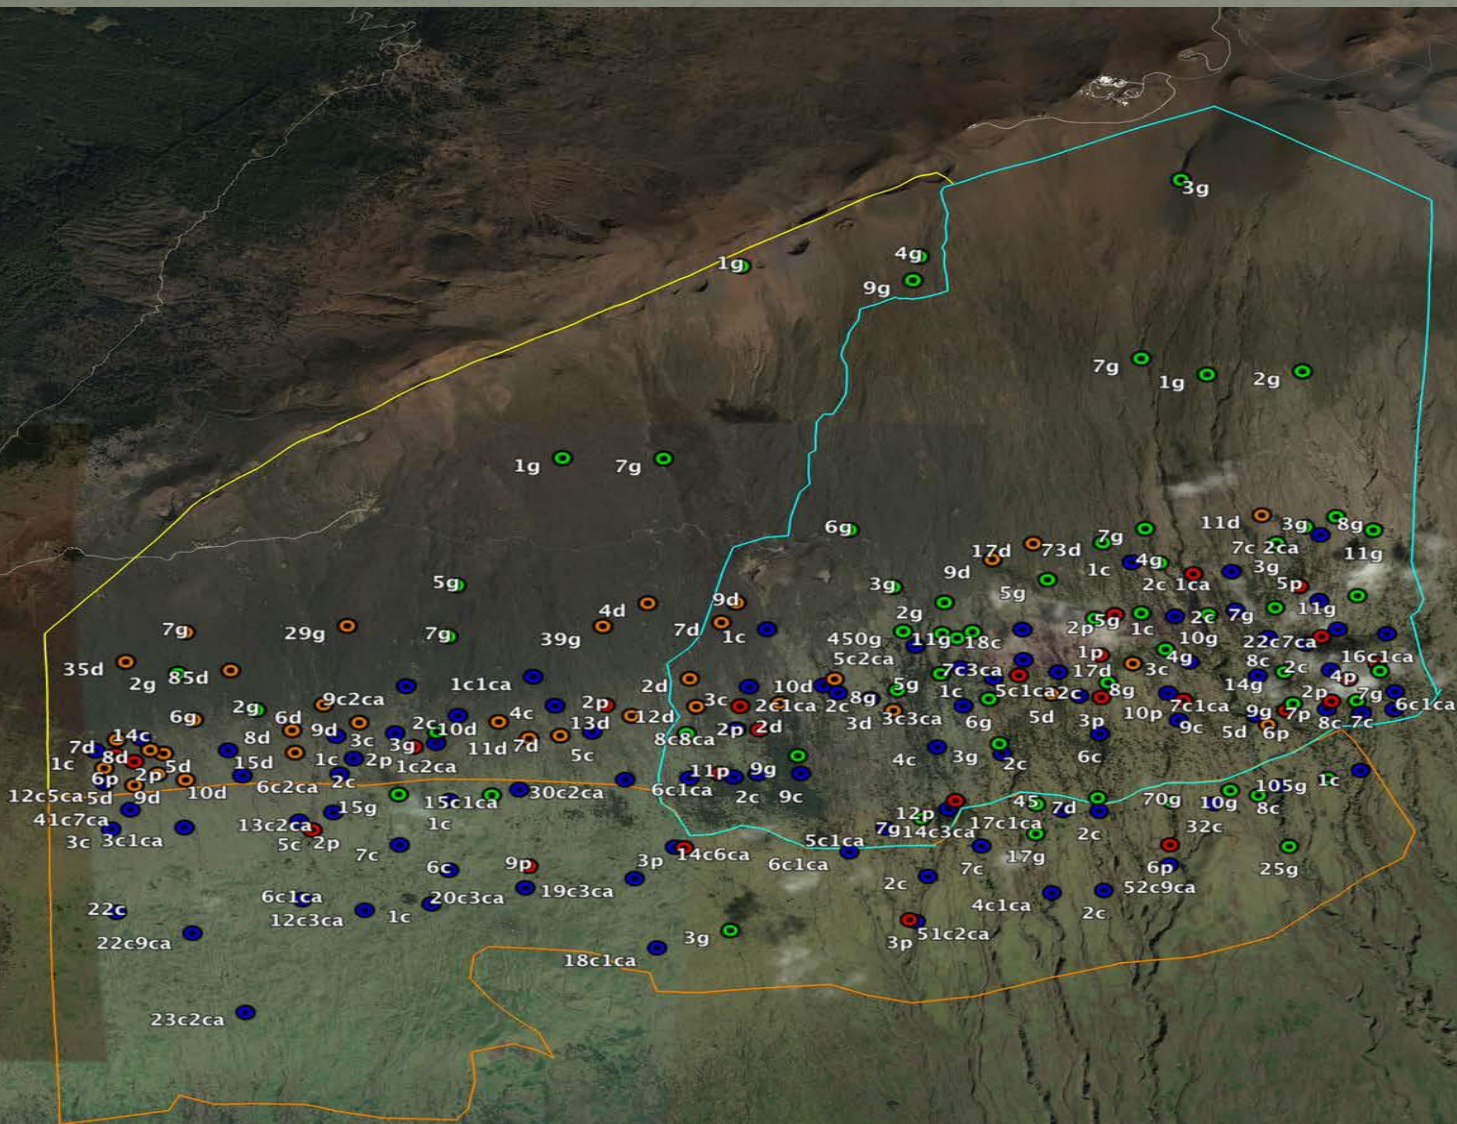 3g
4g
1g
9g
7g
1g
2g
1g
7g
6g
11d
3g
8g
17d
73d
7g
7c 2ca
11g
9d
1c
4g
3g
5g
3g
5g
2c 1ca
5p
4d
9d
2g
11g
7g
29g
7g
39g
7d
1c
450g
11g
18c
2p
5g
1c
2c
7g
10g
22c7ca
35d
2g
85d
5c2ca
7c3ca
1p
17d
3c
4g
8c
2c
16c1ca
4p
1c1ca
2d
10d
5g
1c
5c1ca
2c
8g
14g
2p
7g
6c1ca
9c2ca
2p
3c
2c1ca
2c
8g
3c3ca
3d
6g
5d
3p
10p
7c1ca
9g
7p
8c
7c
6g
2g
6d
2c
10d
4c
13d
12d
2d
9c
5d
6p
14c
8d
9d
3c
3g
11d
7d
5c
8c8ca
7d
1c
8d
5d
15d
1c
2p
1c2ca
11p
9g
4c
3g
2c
6c
6p
2p
6c2ca
2c
6c1ca
2c
9c
105g
1c
12c5ca
5d
9d
10d
30c2ca
15g
15c1ca
12p
45
7d
70g
10g
8c
41c7ca
13c2ca
1c
7g
14c3ca
17c1ca
2c
32c
3c
3c1ca
5c
2p
5c1ca
7c
3p
14c6ca
6c1ca
17g
6c
9p
7c
6p
25g
2c
52c9ca
19c3ca
6c1ca
20c3ca
4c1ca
2c
22c
12c3ca
1c
22c9ca
3g
3p
51c2ca
18c1ca
23c2ca